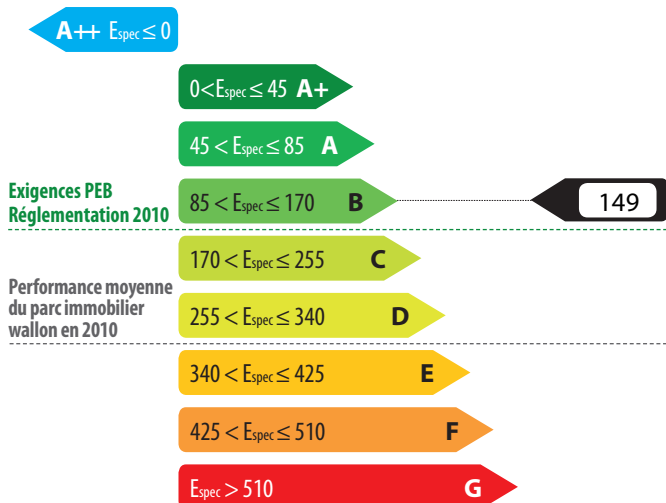 A++ Espec ≤ 0
0 < Espec ≤ 45 A+
45 < Espec ≤ 85 A
Exigences PEB
Réglementation 2010
85 < Espec ≤ 170 B
149
170 < Espec ≤ 255 C
Performance moyenne
du parc immobilier
wallon en 2010
255 < Espec ≤ 340 D
340 < Espec ≤ 425 E
425 < Espec ≤ 510 F
Espec > 510 G